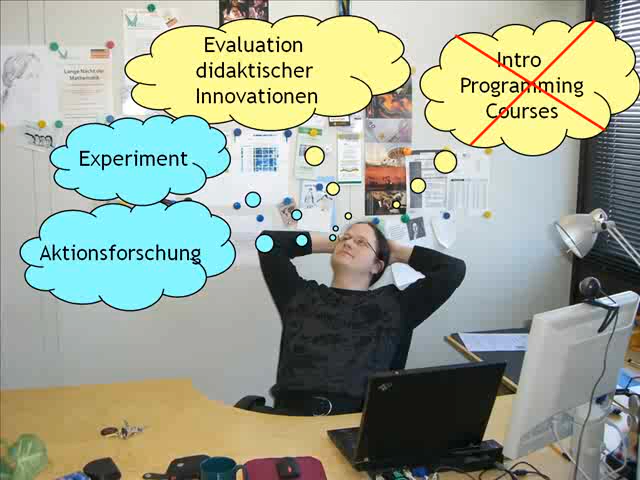 Evaluation
didaktischer
Innovationen
Intro
Programming
Courses
Experiment
Aktionsforschung
Lange Nacht der
Mathematik